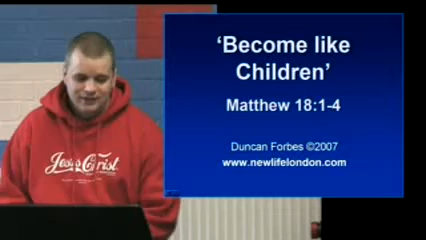 Jesus Christ
‘Become like
Children’
Matthew 18:1-4
Duncan Forbes ©2007
www.newlifelondon.com